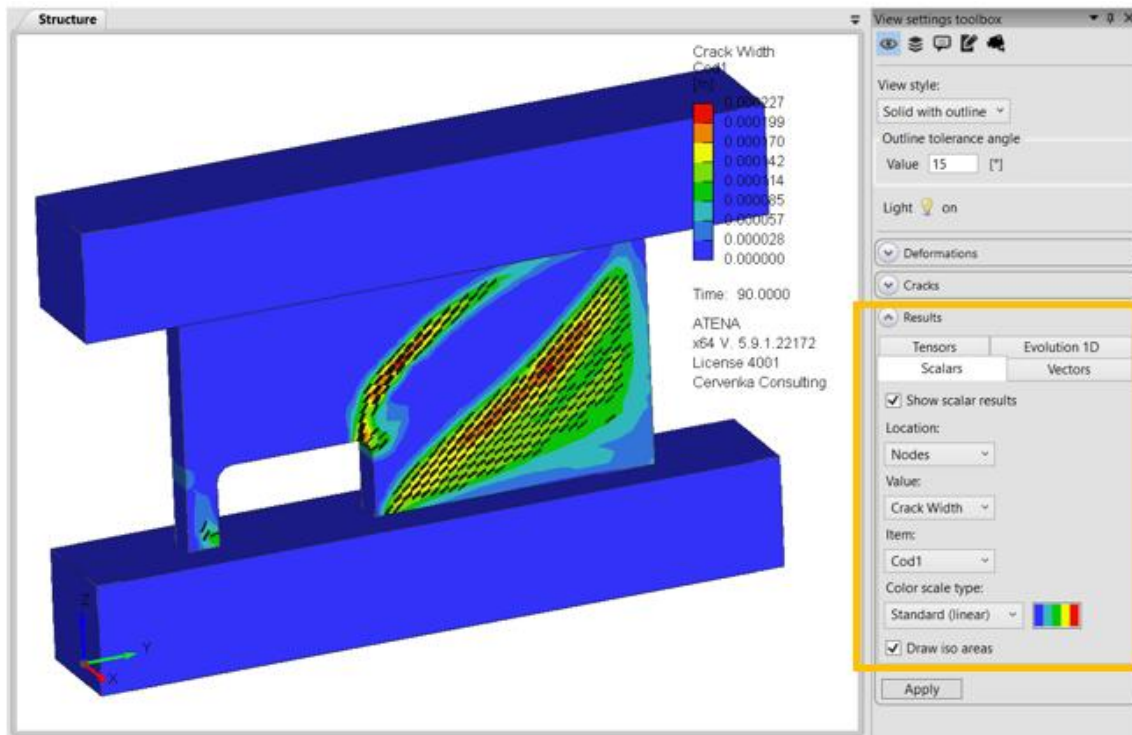 Structure
Crack Width
Cod1
[m]
0.000227
0.000199
0.000170
0.000142
0.000114
0.000085
0.000057
0.000028
0.000000
Time: 90.0000
ATENA
x64 V. 5.9.1.22172
License 4001
Cervenka Consulting
Z
Y
X
View settings toolbox
View style:
Solid with outline
Outline tolerance angle
Value 15 [°]
Light on
Deformations
Cracks
Results
Tensors Evolution 1D
Scalars Vectors
Show scalar results
Location:
Nodes
Value:
Crack Width
Item:
Cod1
Color scale type:
Standard (linear)
Draw iso areas
Apply